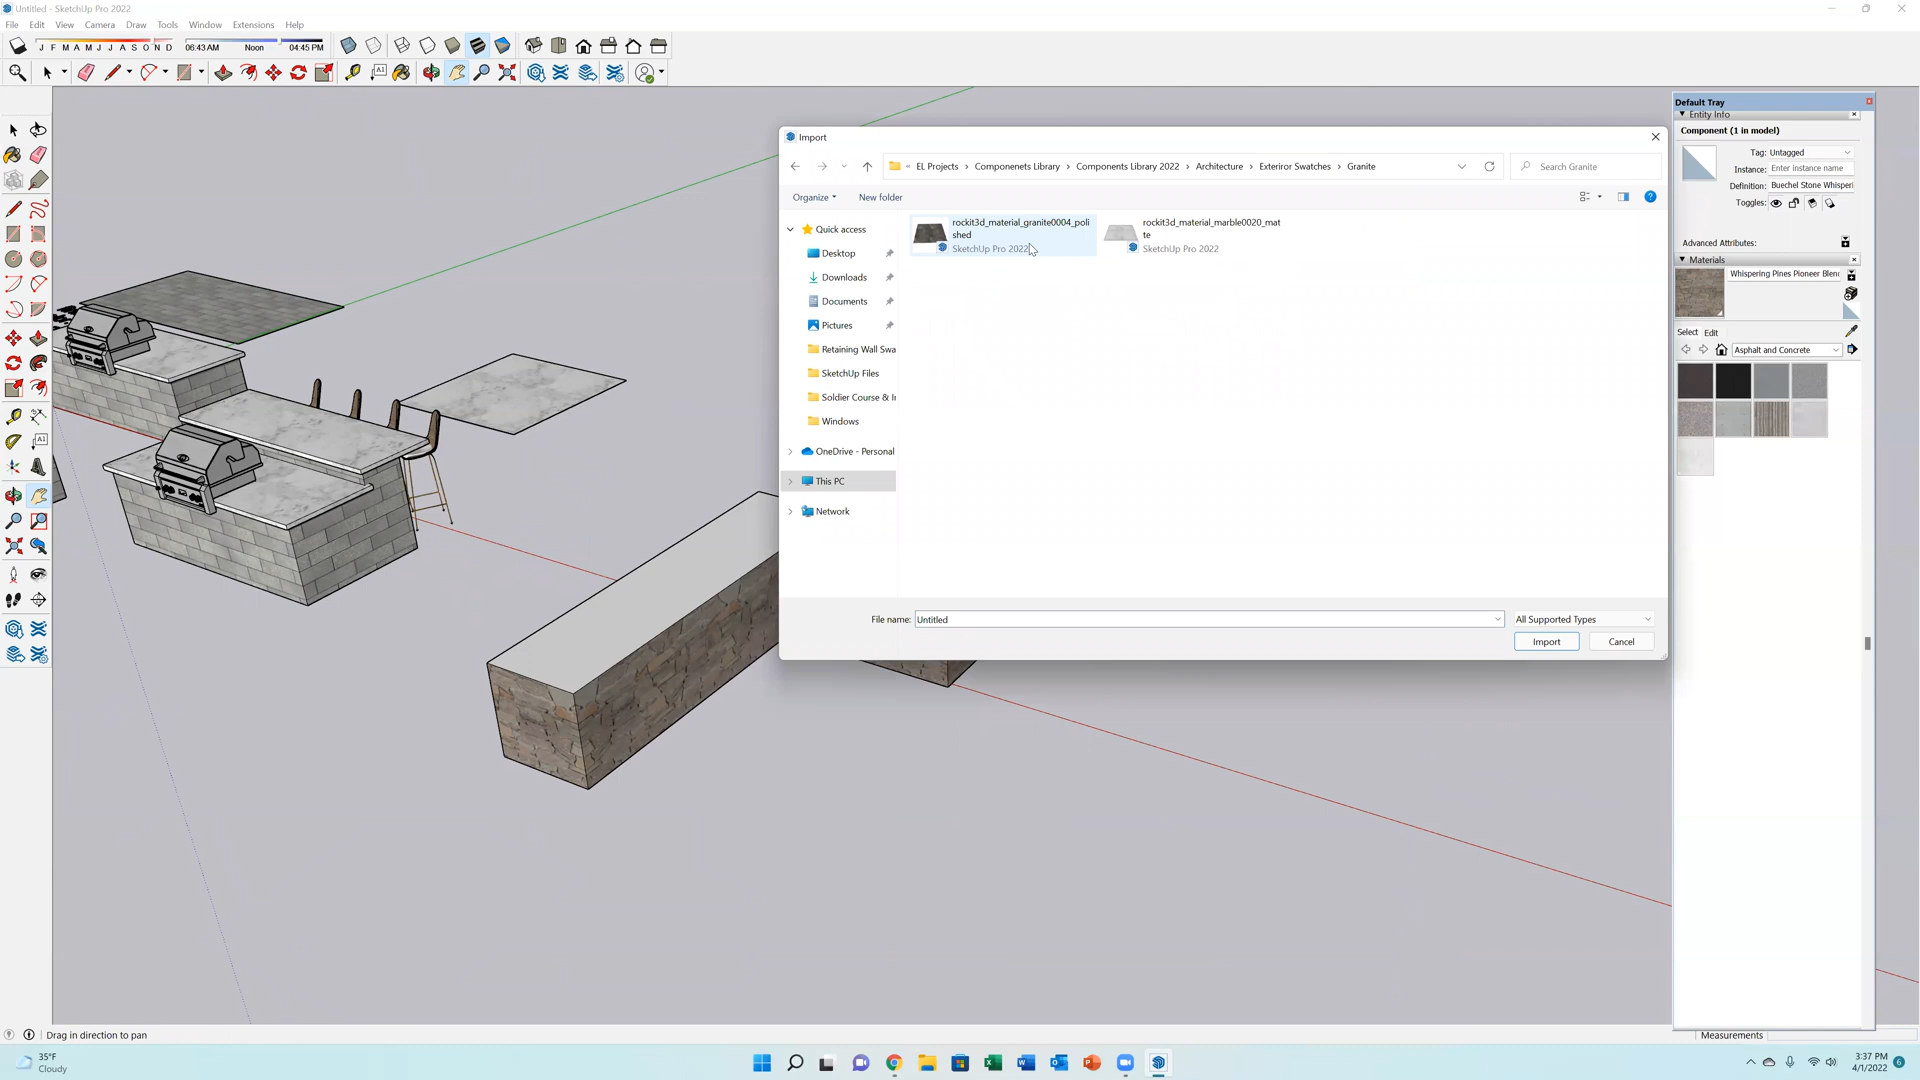 Untitled - SketchUp Pro 2022
File Edit View Camera Draw Tools Window Extensions Help
J F M A M J J A S O N D 06:43 AM Noon 04:45 PM
Default Tray
Entity Info
Component (1 in model)
Tag: Untagged
Instance: Enter instance name
Definition: Buechel Stone Whisperi
Toggles:
Advanced Attributes:
Materials
Whispering Pines Pioneer Blend
Select Edit
Asphalt and Concrete
Import
« EL Projects › Componenets Library › Components Library 2022 › Architecture › Exteriror Swatches › Granite
Search Granite
Organize New folder
Quick access
Desktop
Downloads
Documents
Pictures
Retaining Wall Swa
SketchUp Files
Soldier Course & Ir
Windows
OneDrive - Personal
This PC
Network
rockit3d_material_granite0004_poli
shed
SketchUp Pro 2022
rockit3d_material_marble0020_mat
te
SketchUp Pro 2022
File name: Untitled
All Supported Types
Import Cancel
Drag in direction to pan
Measurements
35°F
Cloudy
3:37 PM
4/1/2022
6